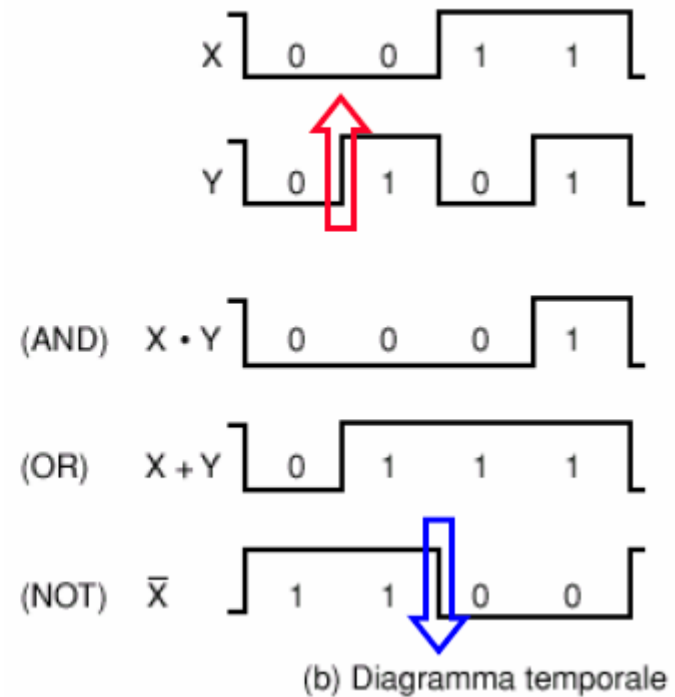 X 0 0 1 1
Y 0 1 0 1
(AND) X • Y 0 0 0 1
(OR) X + Y 0 1 1 1
(NOT) X̅ 1 1 0 0
(b) Diagramma temporale